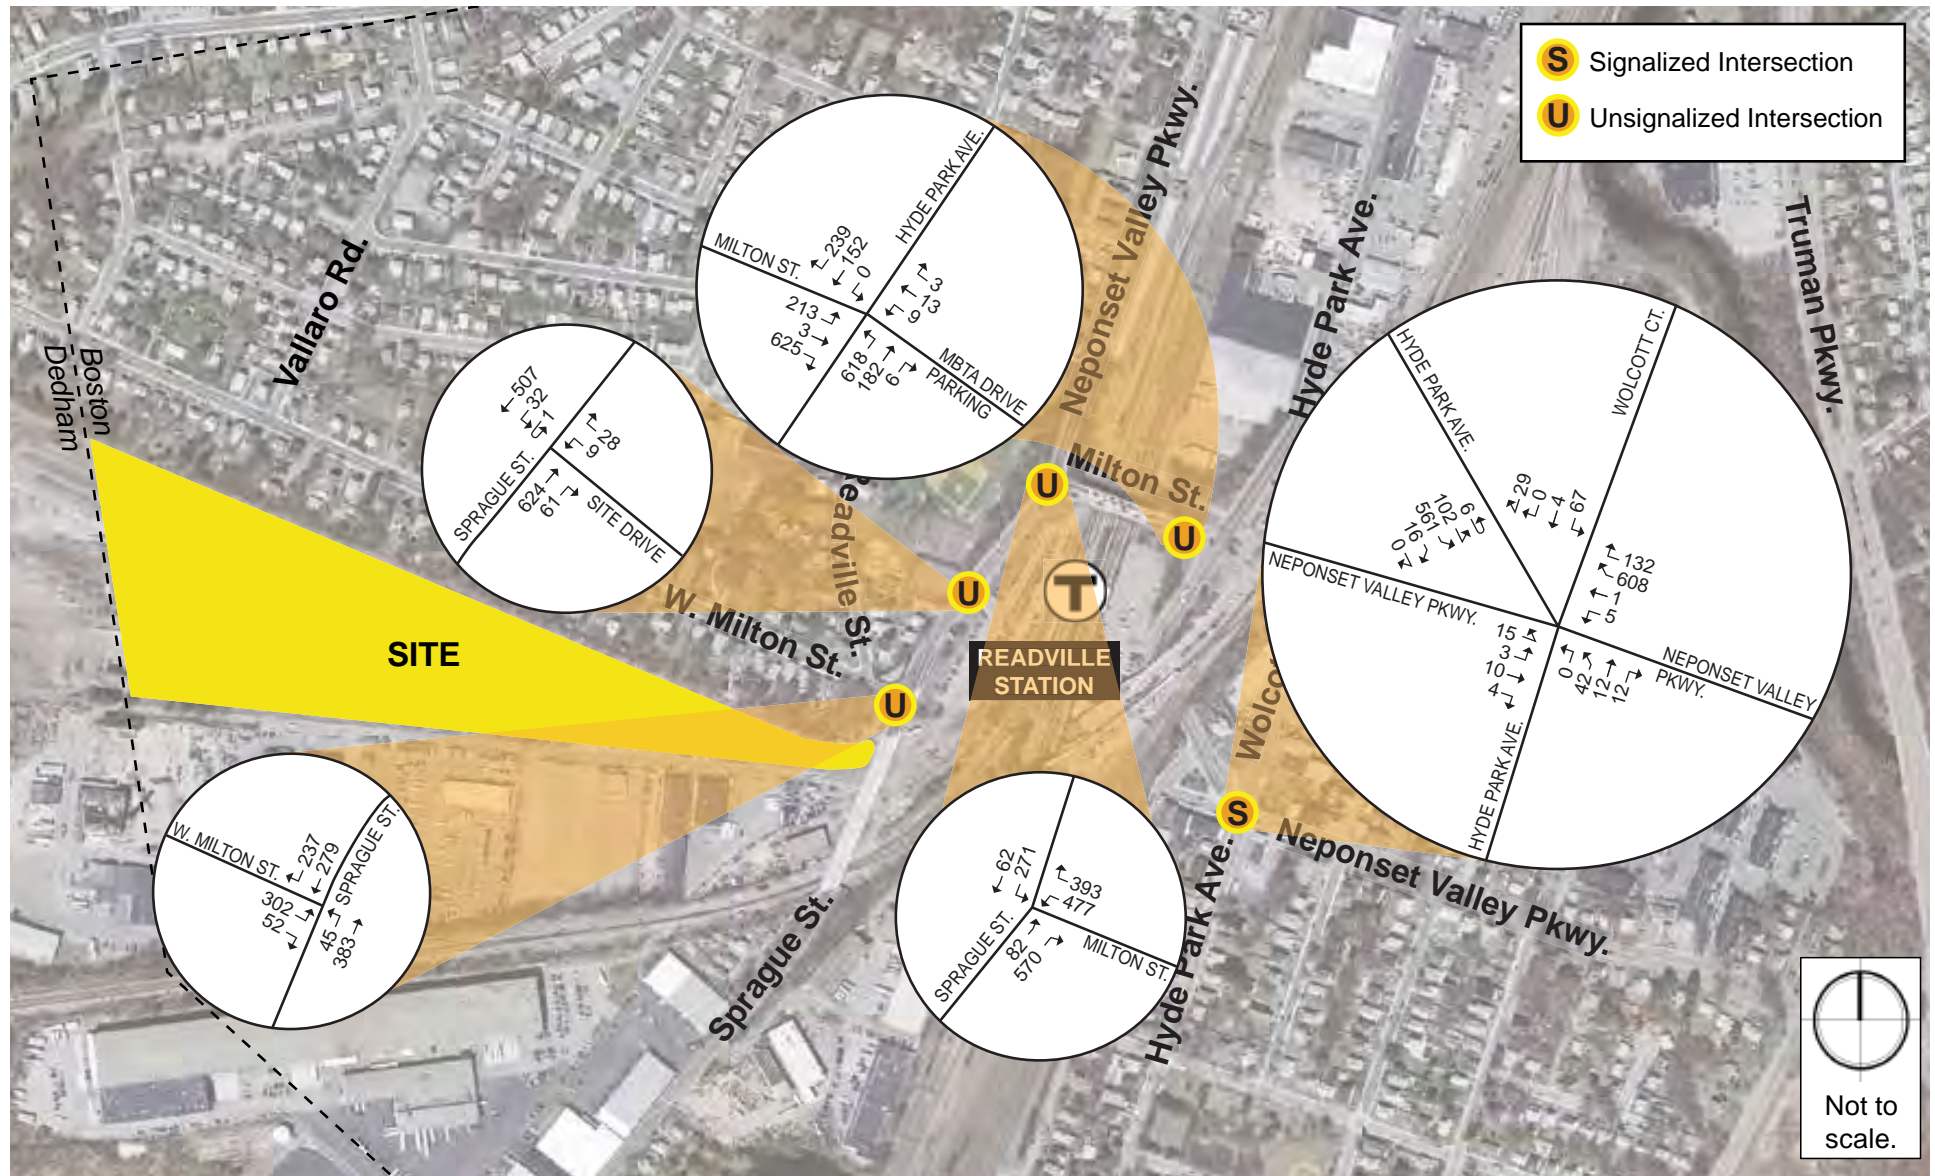 S Signalized Intersection
U Unsignalized Intersection
Neponset Valley Pkwy.
Hyde Park Ave.
Truman Pkwy.
Vallaro Rd.
Boston
Dedham
HYDE PARK AVE.
MILTON ST.
239
152
0
3
13
9
213
3
625
618
182
6
MBTA DRIVE
PARKING
507
32
1
28
9
SPRAGUE ST.
624
61
SITE DRIVE
HYDE PARK AVE.
WOLCOTT CT.
29
0
4
67
6
102
561
16
0
132
608
1
5
NEPONSET VALLEY PKWY.
15
3
10
4
0
42
12
12
NEPONSET VALLEY
PKWY.
HYDE PARK AVE.
Milton St.
U
U
U
U
S
T
Readville St.
W. Milton St.
SITE
READVILLE
STATION
W. MILTON ST.
237
279
SPRAGUE ST.
302
52
45
383
62
271
393
477
SPRAGUE ST.
82
570
MILTON ST.
Sprague St.
Hyde Park Ave.
Neponset Valley Pkwy.
Not to
scale.